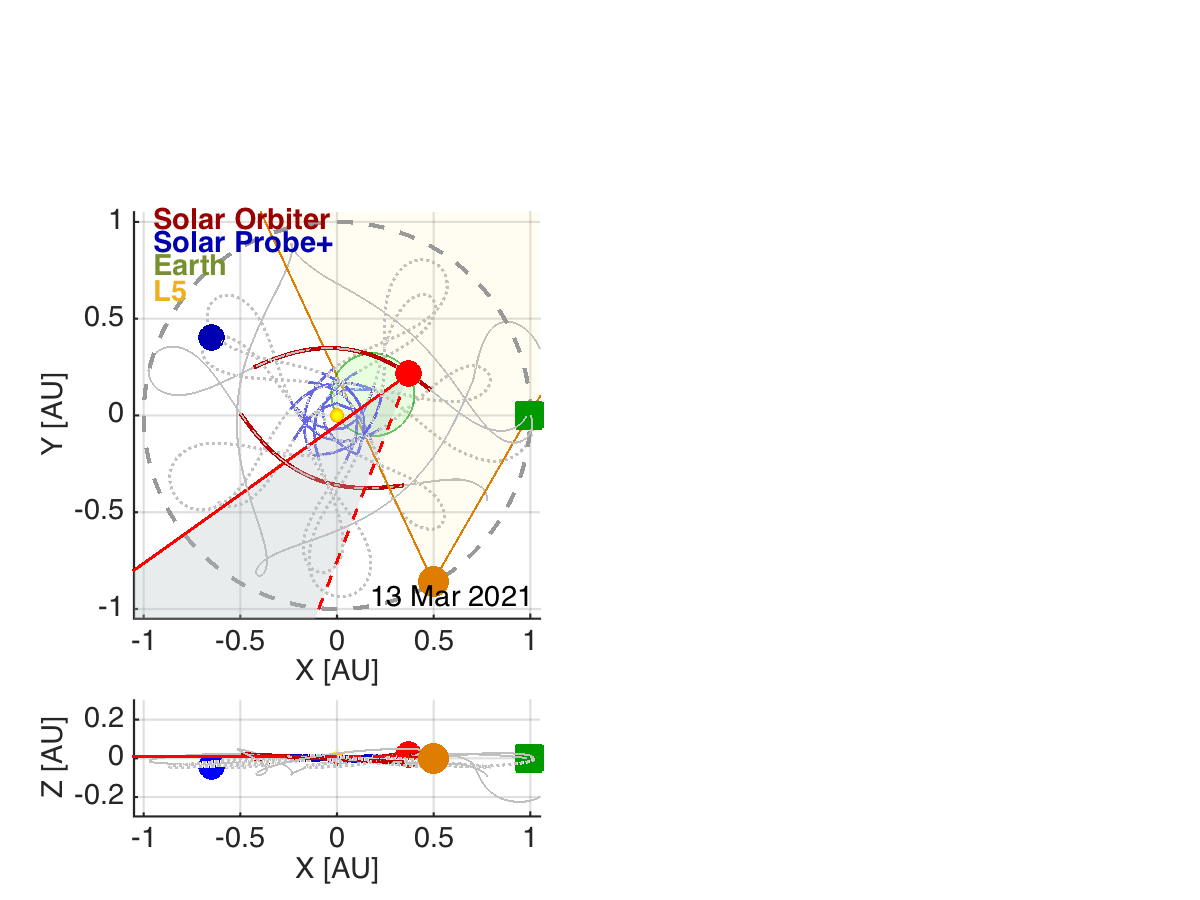 Solar Orbiter
Solar Probe+
Earth
L5
1
0.5
0
-0.5
-1
Y [AU]
13 Mar 2021
-1 -0.5 0 0.5 1
X [AU]
0.2
0
-0.2
Z [AU]
-1 -0.5 0 0.5 1
X [AU]